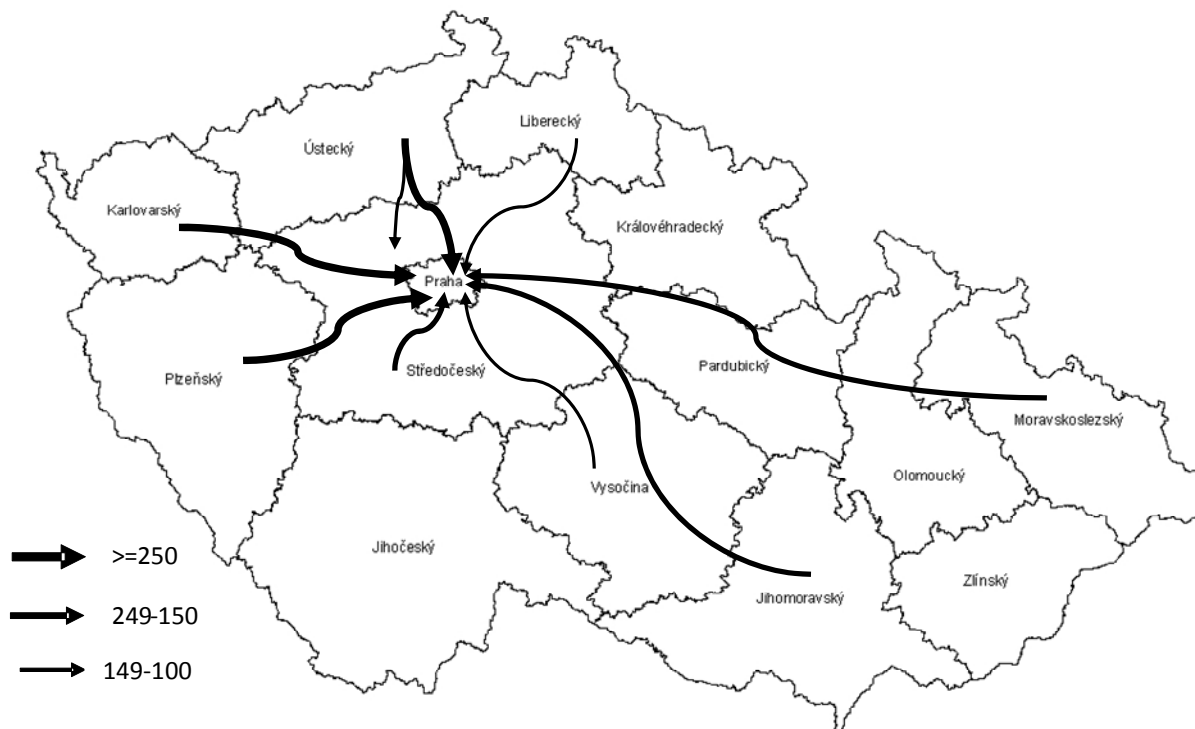 Liberecký
Ústecký
Karlovarský
Královéhradecký
Praha
Pardubický
Středočeský
Plzeňský
Moravskoslezský
Olomoucký
Vysočina
Jihočeský
>=250
Zlínský
Jihomoravský
249-150
149-100